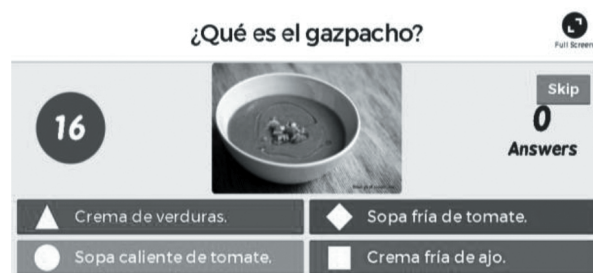 ¿Qué es el gazpacho?
Full Screen
Skip
16
0
Answers
Crema de verduras.
Sopa fría de tomate.
Sopa caliente de tomate.
Crema fría de ajo.